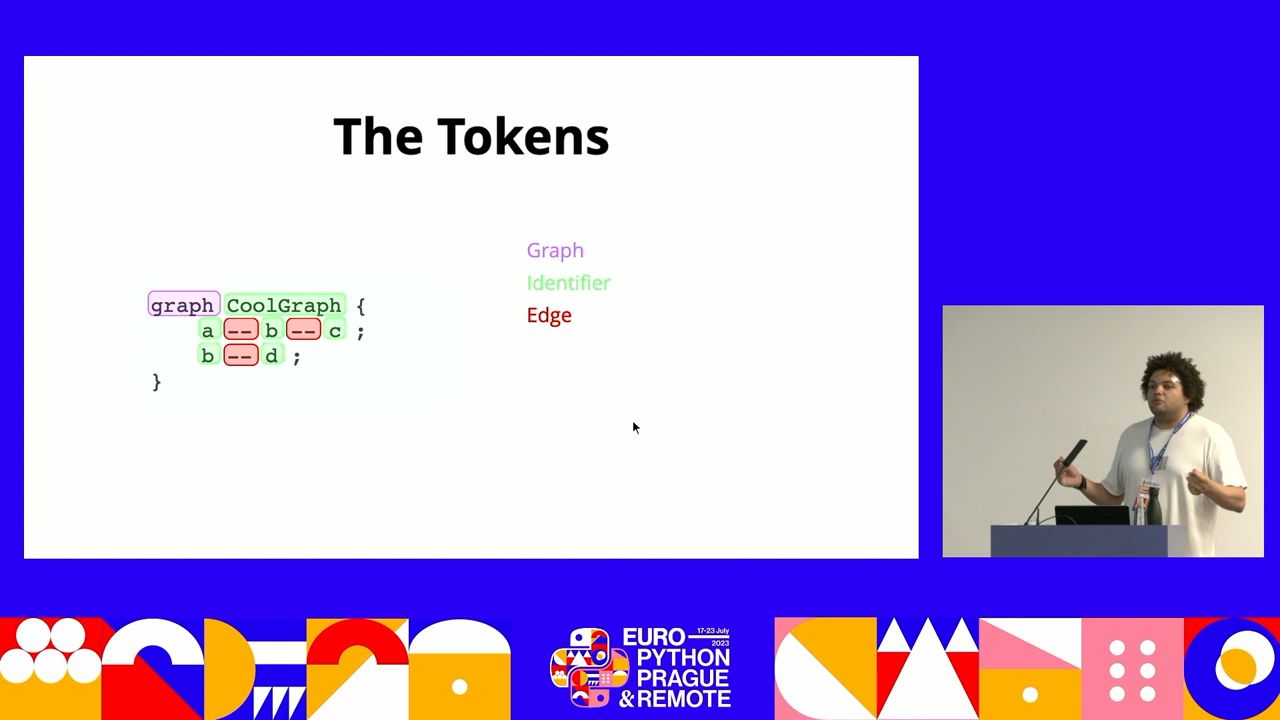 The Tokens
Graph
Identifier
Edge
graph CoolGraph {
a -- b -- c ;
b -- d ;
}
EURO 17-23 July 2023
PYTHON
PRAGUE
& REMOTE